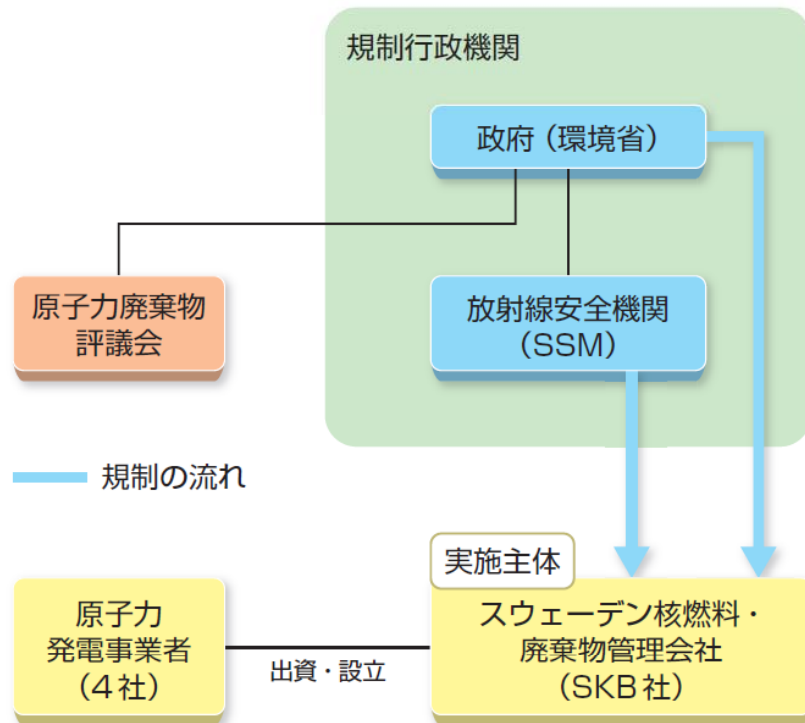 規制行政機関
政府（環境省）
原子力廃棄物
評議会
放射線安全機関
（SSM）
規制の流れ
実施主体
原子力
発電事業者
（4社）
出資・設立
スウェーデン核燃料・
廃棄物管理会社
（SKB社）